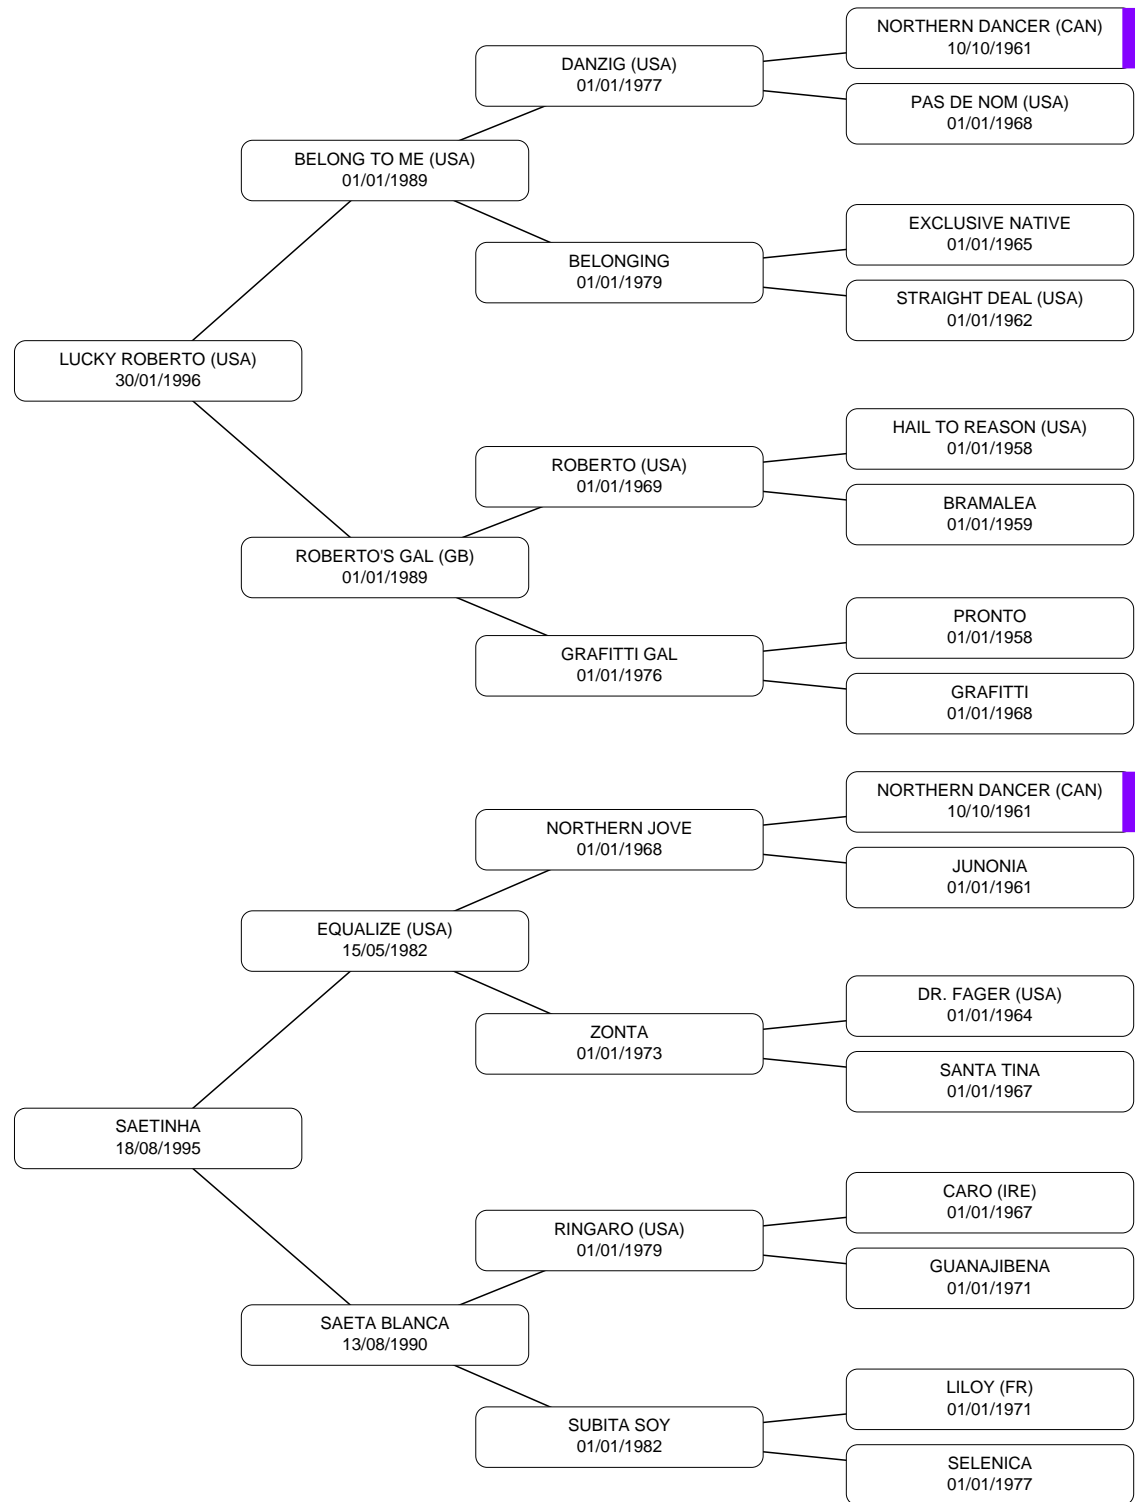 NORTHERN DANCER (CAN)
10/10/1961
DANZIG (USA)
01/01/1977
PAS DE NOM (USA)
01/01/1968
BELONG TO ME (USA)
01/01/1989
EXCLUSIVE NATIVE
01/01/1965
BELONGING
01/01/1979
STRAIGHT DEAL (USA)
01/01/1962
LUCKY ROBERTO (USA)
30/01/1996
HAIL TO REASON (USA)
01/01/1958
ROBERTO (USA)
01/01/1969
BRAMALEA
01/01/1959
ROBERTO'S GAL (GB)
01/01/1989
PRONTO
01/01/1958
GRAFITTI GAL
01/01/1976
GRAFITTI
01/01/1968
NORTHERN DANCER (CAN)
10/10/1961
NORTHERN JOVE
01/01/1968
JUNONIA
01/01/1961
EQUALIZE (USA)
15/05/1982
DR. FAGER (USA)
01/01/1964
ZONTA
01/01/1973
SANTA TINA
01/01/1967
SAETINHA
18/08/1995
CARO (IRE)
01/01/1967
RINGARO (USA)
01/01/1979
GUANAJIBENA
01/01/1971
SAETA BLANCA
13/08/1990
LILOY (FR)
01/01/1971
SUBITA SOY
01/01/1982
SELENICA
01/01/1977